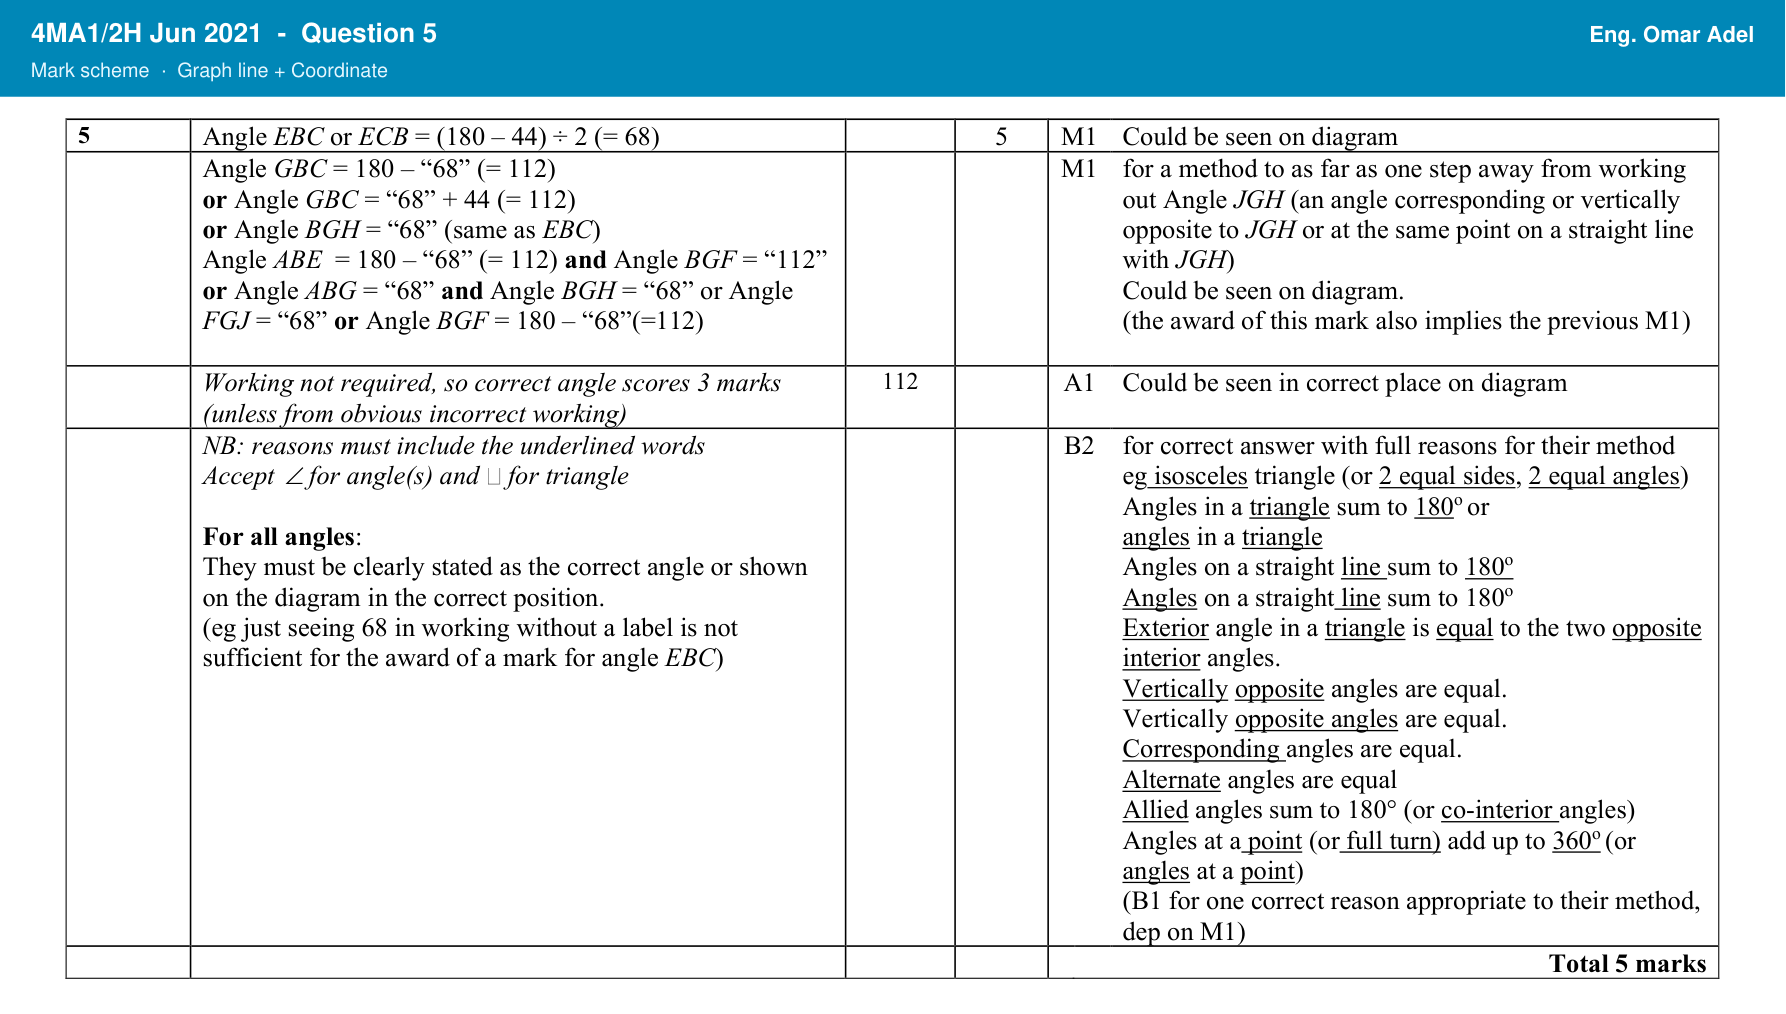 4MA1/2H Jun 2021 - Question 5
Eng. Omar Adel
Mark scheme · Graph line + Coordinate
5 Angle EBC or ECB = (180 – 44) ÷ 2 (= 68) 5 M1 Could be seen on diagram
Angle GBC = 180 – “68” (= 112)
or Angle GBC = “68” + 44 (= 112)
or Angle BGH = “68” (same as EBC)
Angle ABE = 180 – “68” (= 112) and Angle BGF = “112”
or Angle ABG = “68” and Angle BGH = “68” or Angle
FGJ = “68” or Angle BGF = 180 – “68”(=112)
M1 for a method to as far as one step away from working
out Angle JGH (an angle corresponding or vertically
opposite to JGH or at the same point on a straight line
with JGH)
Could be seen on diagram.
(the award of this mark also implies the previous M1)
Working not required, so correct angle scores 3 marks
(unless from obvious incorrect working)
112 A1 Could be seen in correct place on diagram
NB: reasons must include the underlined words
Accept ∠ for angle(s) and □ for triangle
For all angles:
They must be clearly stated as the correct angle or shown
on the diagram in the correct position.
(eg just seeing 68 in working without a label is not
sufficient for the award of a mark for angle EBC)
B2 for correct answer with full reasons for their method
eg isosceles triangle (or 2 equal sides, 2 equal angles)
Angles in a triangle sum to 180º or
angles in a triangle
Angles on a straight line sum to 180º
Angles on a straight line sum to 180º
Exterior angle in a triangle is equal to the two opposite
interior angles.
Vertically opposite angles are equal.
Vertically opposite angles are equal.
Corresponding angles are equal.
Alternate angles are equal
Allied angles sum to 180° (or co-interior angles)
Angles at a point (or full turn) add up to 360º (or
angles at a point)
(B1 for one correct reason appropriate to their method,
dep on M1)
Total 5 marks